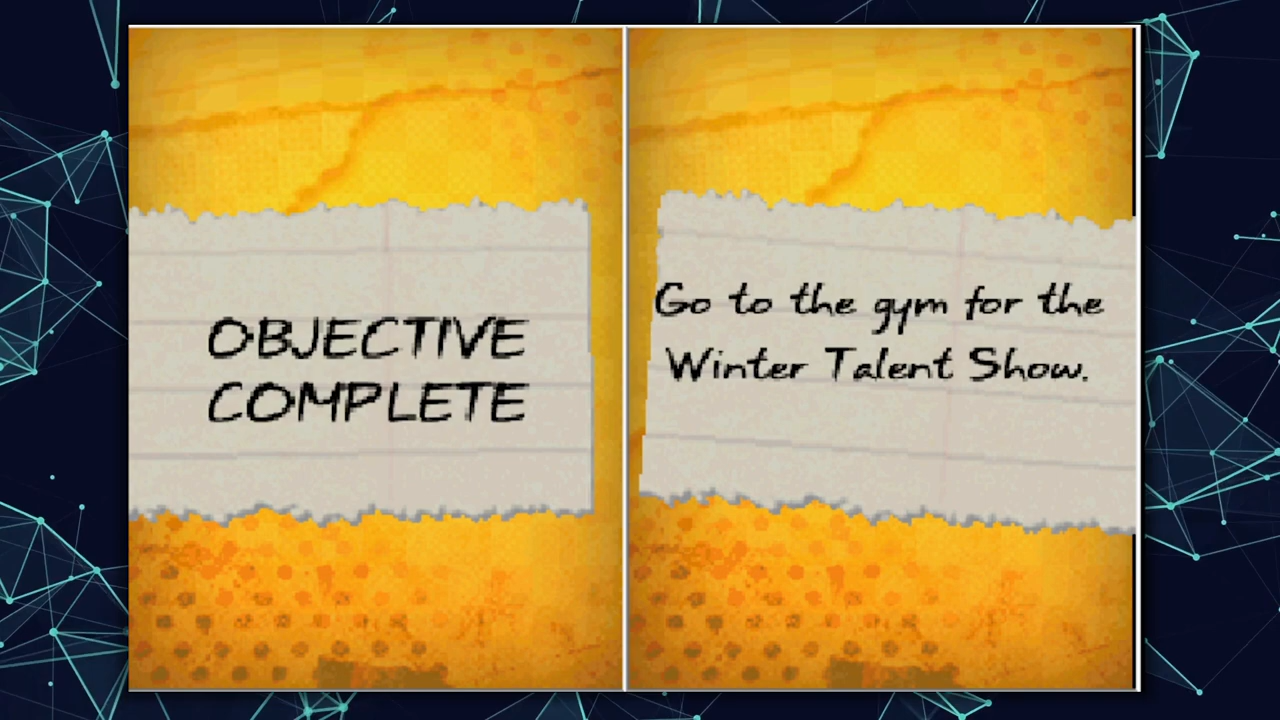 OBJECTIVE
COMPLETE
Go to the gym for the
Winter Talent Show.